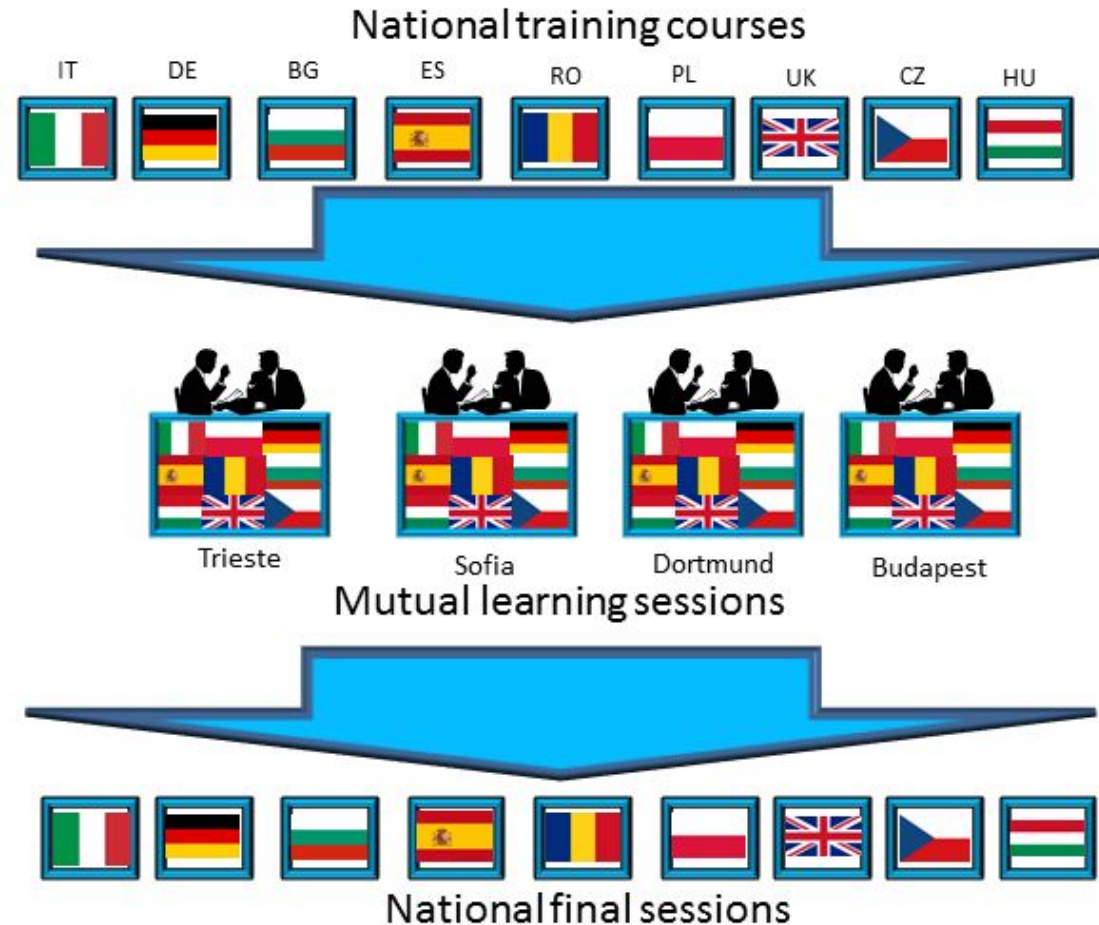 National training courses
IT DE BG ES RO PL UK CZ HU
Trieste Sofia Dortmund Budapest
Mutual learning sessions
National final sessions